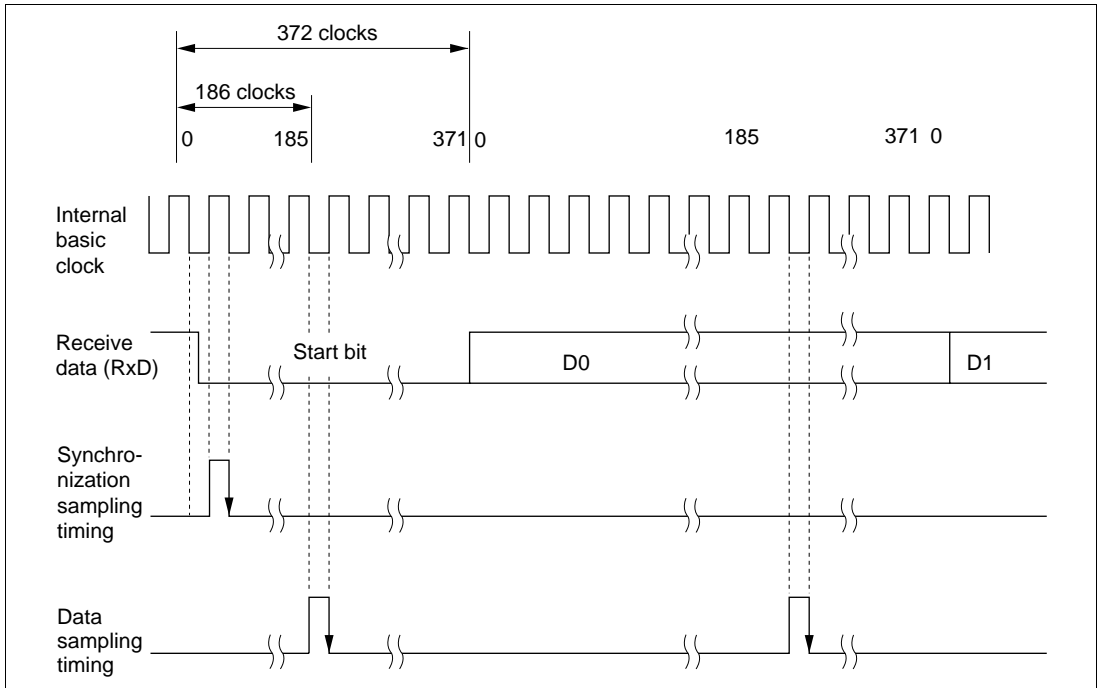 372 clocks
186 clocks
0 185 371 0 185 371 0
Internal
basic
clock
Receive
data (RxD)
Start bit
D0
D1
Synchro-
nization
sampling
timing
Data
sampling
timing